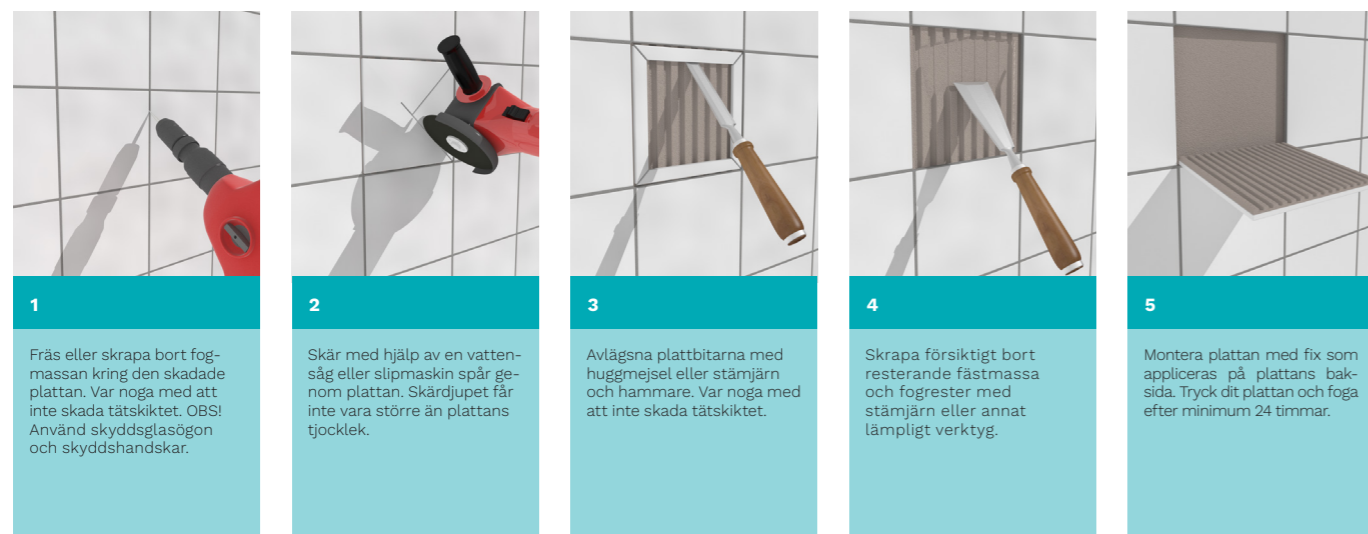 1
Fräs eller skrapa bort fog-
massan kring den skadade
plattan. Var noga med att
inte skada tätskiktet. OBS!
Använd skyddsglasögon
och skyddshandskar.
2
Skär med hjälp av en vatten-
såg eller slipmaskin spår ge-
nom plattan. Skärdjupet får
inte vara större än plattans
tjocklek.
3
Avlägsna plattbitarna med
huggmejsel eller stämjärn
och hammare. Var noga med
att inte skada tätskiktet.
4
Skrapa försiktigt bort
resterande fästmassa
och fogrester med
stämjärn eller annat
lämpligt verktyg.
5
Montera plattan med fix som
appliceras på plattans bak-
sida. Tryck dit plattan och foga
efter minimum 24 timmar.